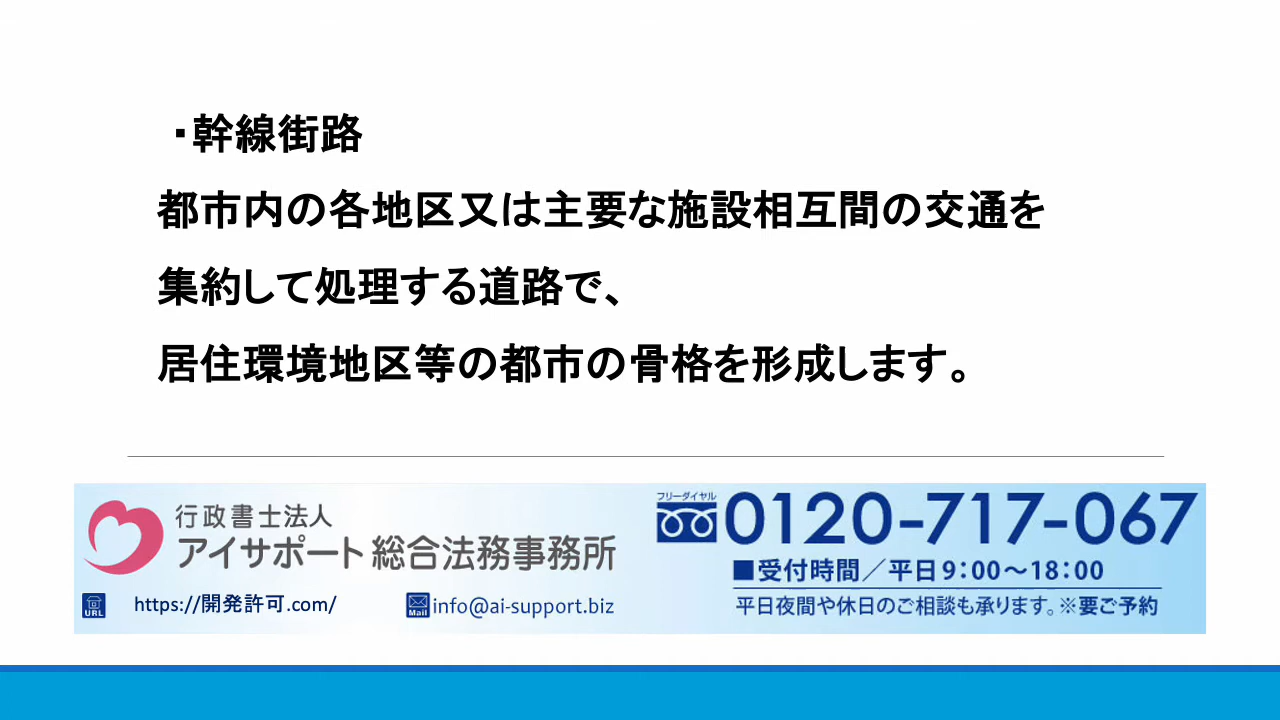 ・幹線街路
都市内の各地区又は主要な施設相互間の交通を
集約して処理する道路で、
居住環境地区等の都市の骨格を形成します。
行政書士法人
アイサポート 総合法務事務所
URL https://開発許可.com/
Mail info@ai-support.biz
フリーダイヤル
0120-717-067
■受付時間／平日9：00～18：00
平日夜間や休日のご相談も承ります。※要ご予約